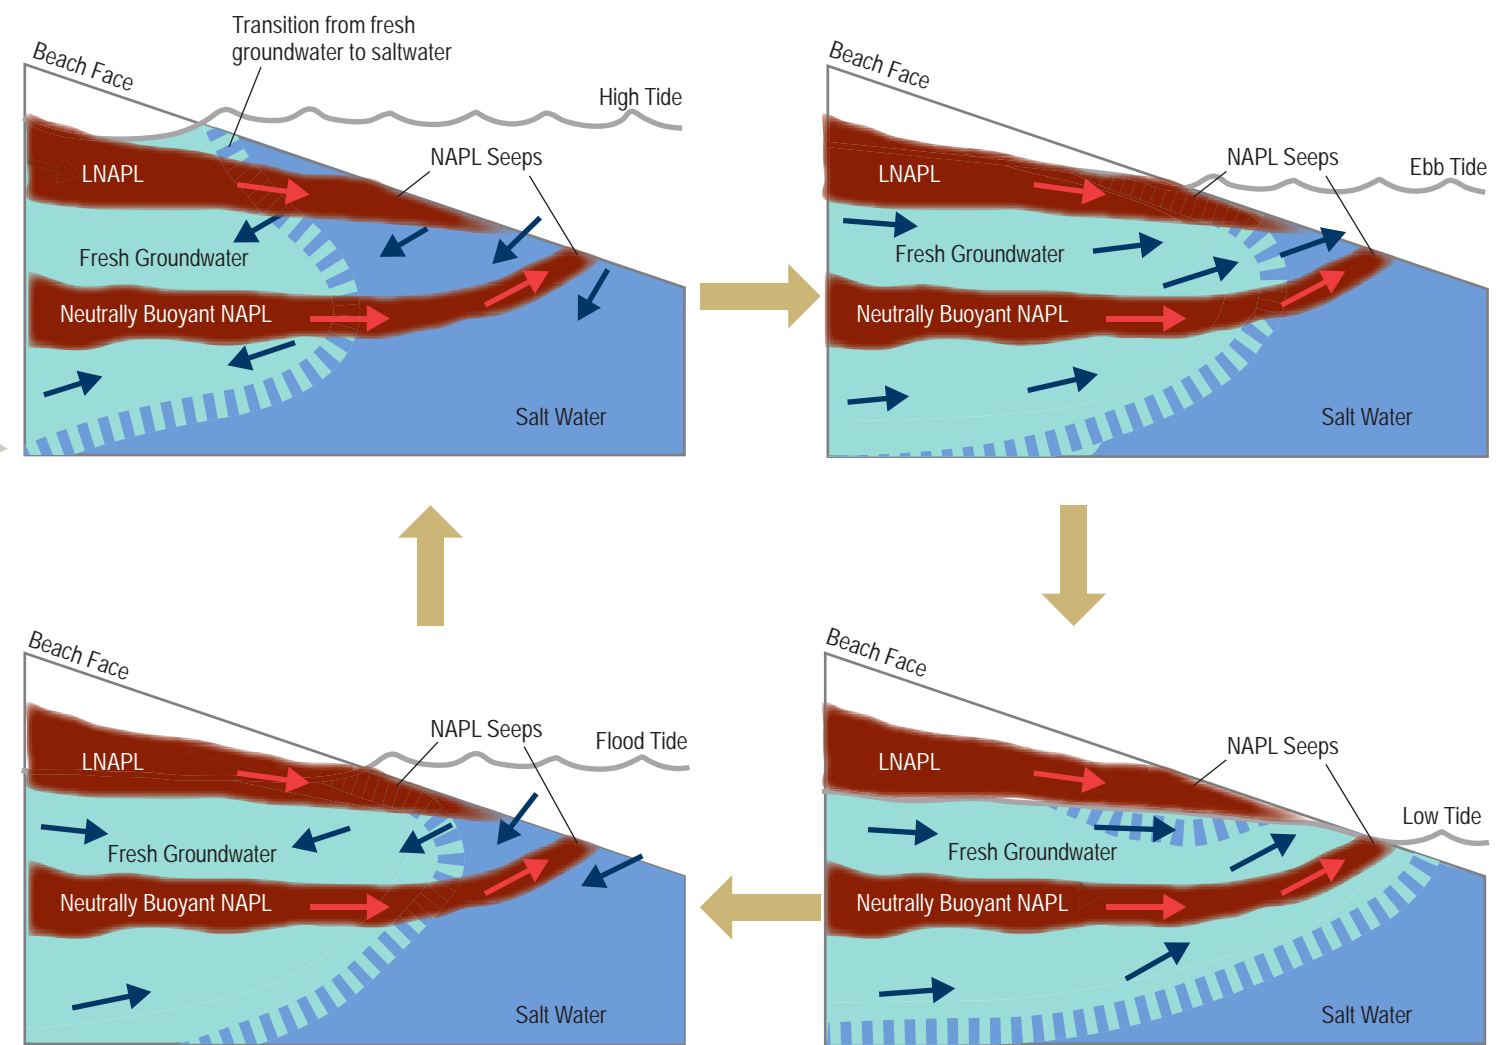 Transition from fresh
groundwater to saltwater
Beach Face
High Tide
NAPL Seeps
LNAPL
Fresh Groundwater
Neutrally Buoyant NAPL
Salt Water
Beach Face
Ebb Tide
NAPL Seeps
LNAPL
Fresh Groundwater
Neutrally Buoyant NAPL
Salt Water
Beach Face
Flood Tide
NAPL Seeps
LNAPL
Fresh Groundwater
Neutrally Buoyant NAPL
Salt Water
Beach Face
NAPL Seeps
LNAPL
Low Tide
Fresh Groundwater
Neutrally Buoyant NAPL
Salt Water